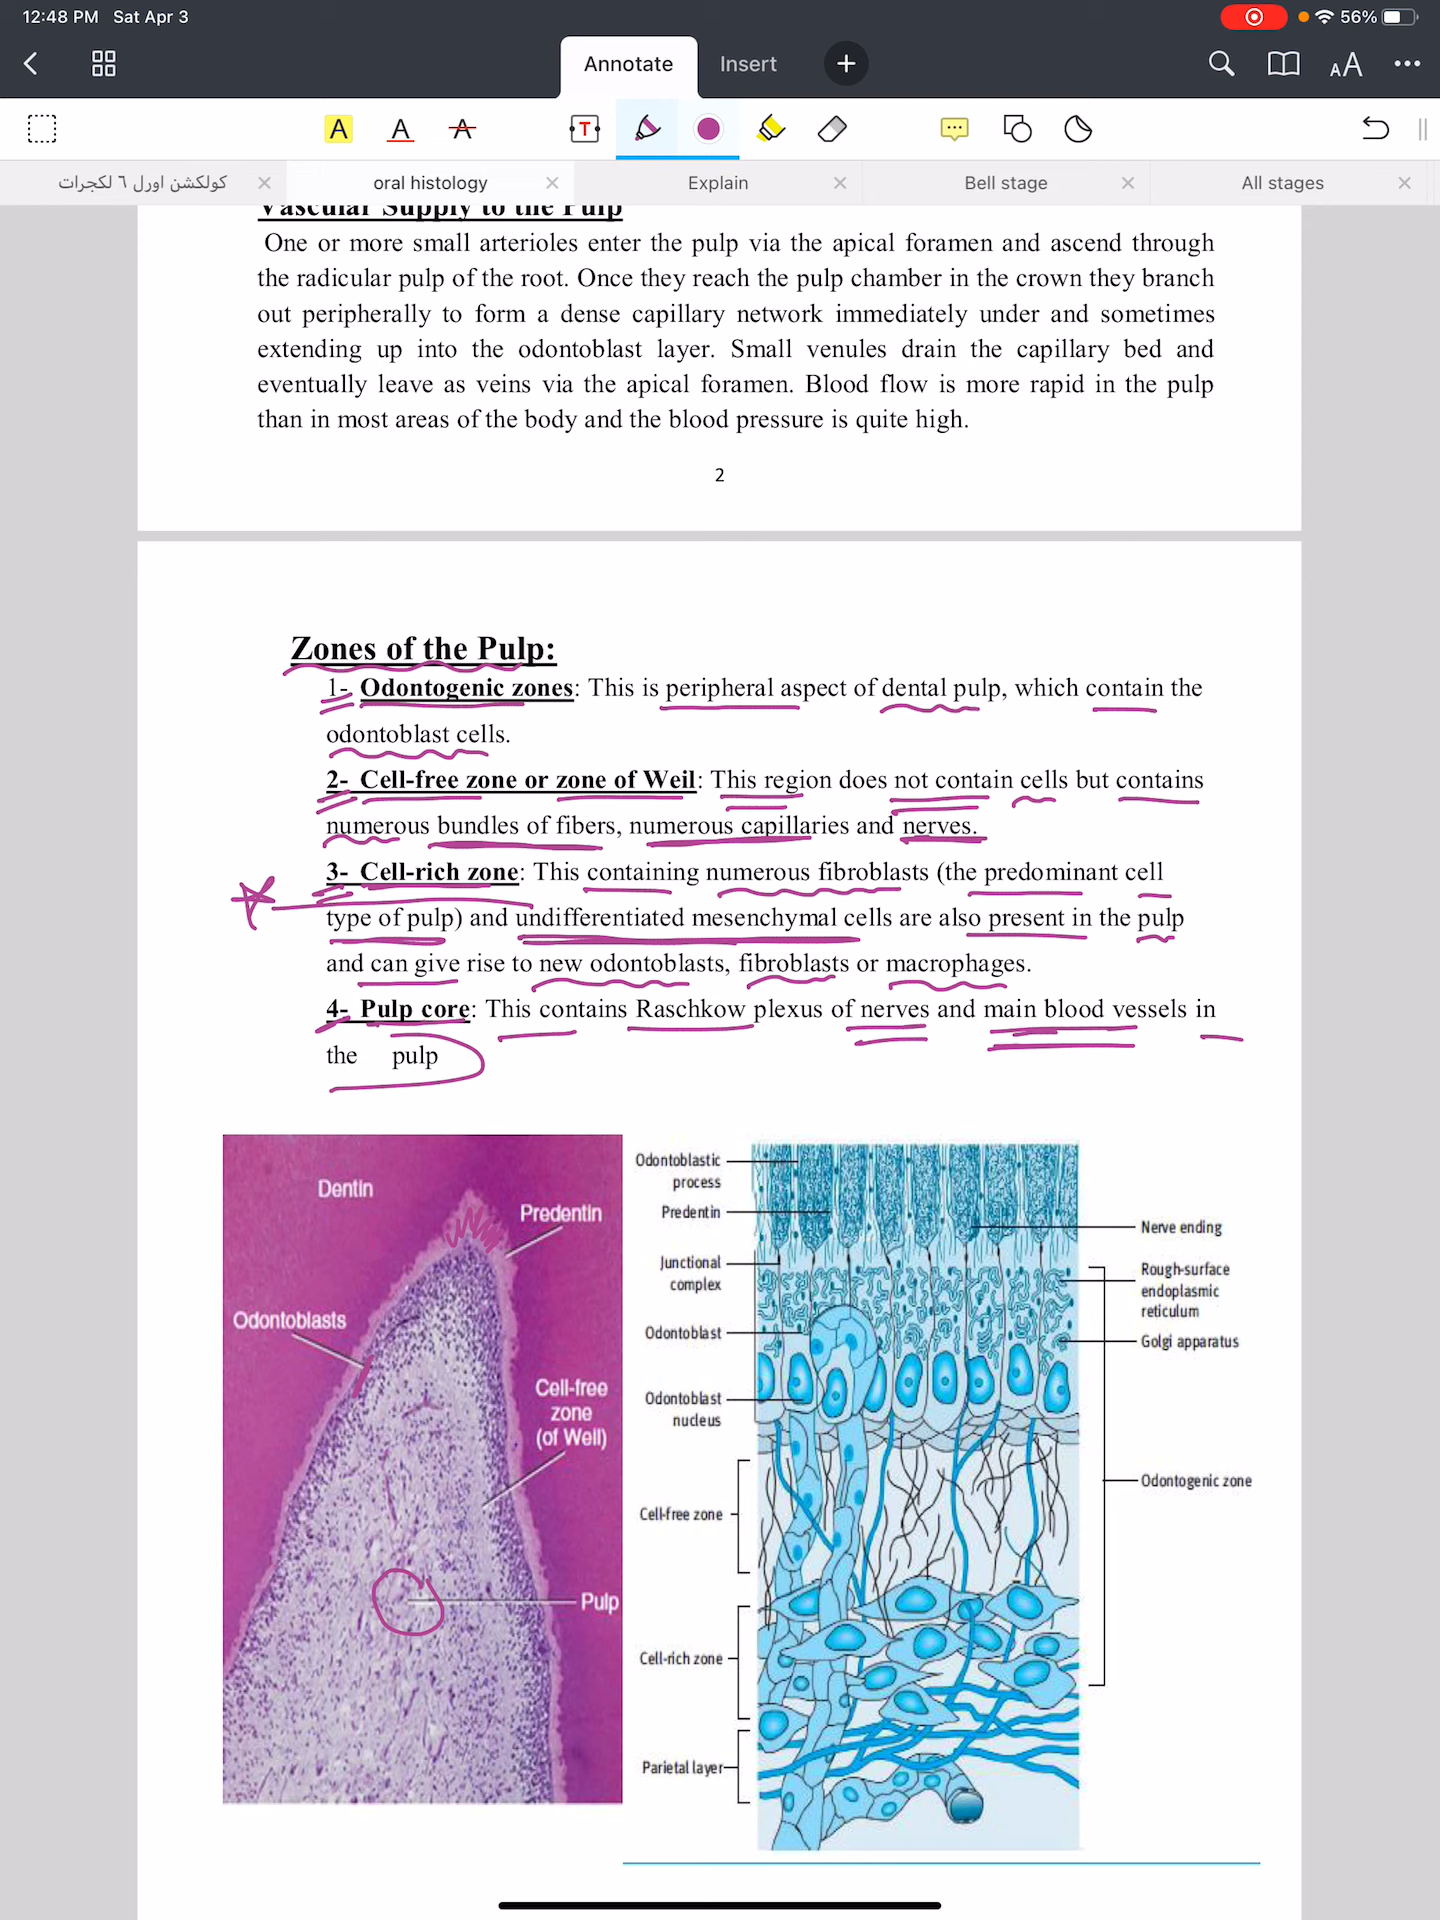 12:48 PM Sat Apr 3
56%
Annotate
Insert
AA
A A A T
كولكشن اورل ٦ لكجرات
oral histology
Explain
Bell stage
All stages
Vascular Supply to the Pulp
One or more small arterioles enter the pulp via the apical foramen and ascend through
the radicular pulp of the root. Once they reach the pulp chamber in the crown they branch
out peripherally to form a dense capillary network immediately under and sometimes
extending up into the odontoblast layer. Small venules drain the capillary bed and
eventually leave as veins via the apical foramen. Blood flow is more rapid in the pulp
than in most areas of the body and the blood pressure is quite high.
2
Zones of the Pulp:
1- Odontogenic zones: This is peripheral aspect of dental pulp, which contain the
odontoblast cells.
2- Cell-free zone or zone of Weil: This region does not contain cells but contains
numerous bundles of fibers, numerous capillaries and nerves.
3- Cell-rich zone: This containing numerous fibroblasts (the predominant cell
type of pulp) and undifferentiated mesenchymal cells are also present in the pulp
and can give rise to new odontoblasts, fibroblasts or macrophages.
4- Pulp core: This contains Raschkow plexus of nerves and main blood vessels in
the pulp
Dentin
Predentin
Odontoblasts
Cell-free
zone
(of Well)
Pulp
Odontoblastic
process
Predentin
Junctional
complex
Odontoblast
Odontoblast
nucleus
Cell-free zone
Cell-rich zone
Parietal layer
Nerve ending
Rough-surface
endoplasmic
reticulum
Golgi apparatus
Odontogenic zone